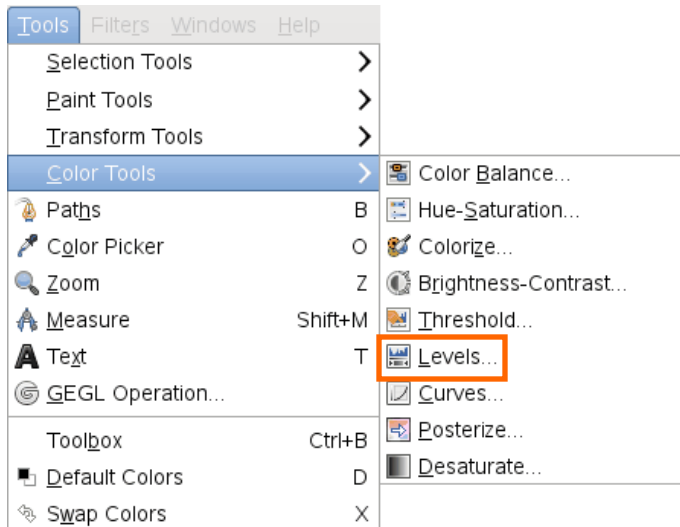 Tools Filters Windows Help
Selection Tools
Paint Tools
Transform Tools
Color Tools
Paths B
Color Picker O
Zoom Z
Measure Shift+M
Text T
GEGL Operation...
Toolbox Ctrl+B
Default Colors D
Swap Colors X
Color Balance...
Hue-Saturation...
Colorize...
Brightness-Contrast...
Threshold...
Levels...
Curves...
Posterize...
Desaturate...